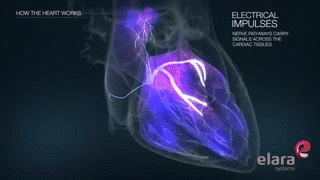 HOW THE HEART WORKS
ELECTRICAL
IMPULSES
NERVE PATHWAYS CARRY
SIGNALS ACROSS THE
CARDIAC TISSUES
elara
systems